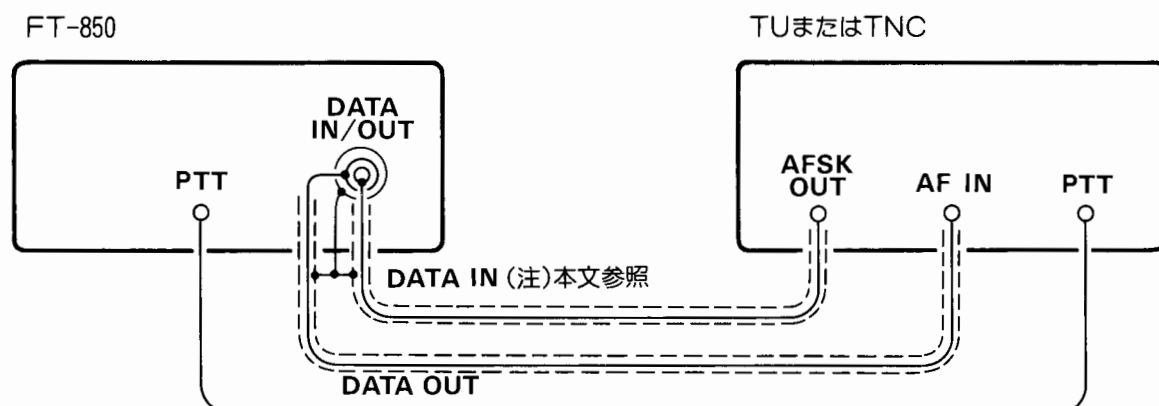 FT-850
TUまたはTNC
DATA
IN/OUT
PTT
AFSK
OUT
AF IN
PTT
DATA IN (注)本文参照
DATA OUT